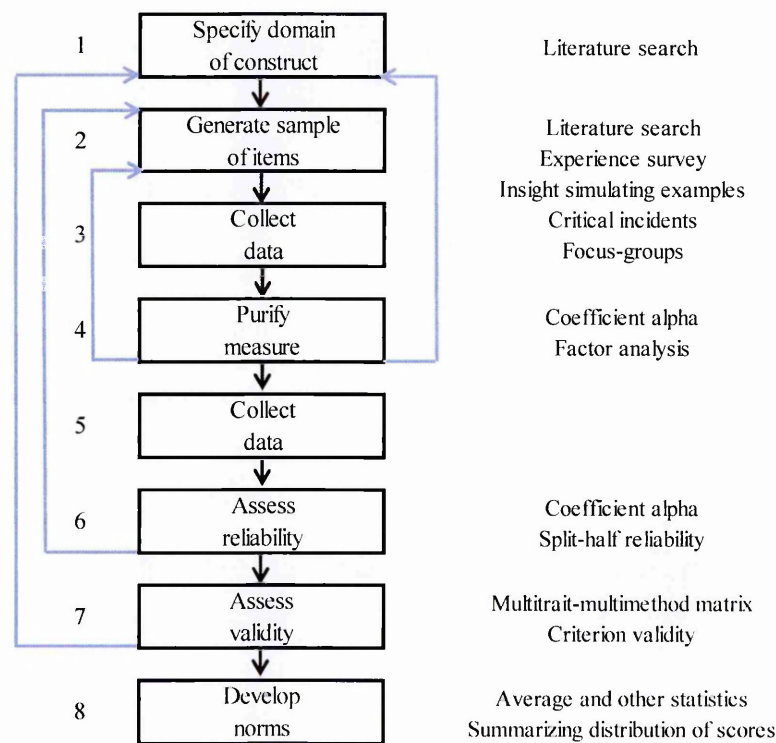 1
Specify domain
of construct
Literature search
2
Generate sample
of items
Literature search
Experience survey
Insight simulating examples
3
Collect
data
Critical incidents
Focus-groups
4
Purify
measure
Coefficient alpha
Factor analysis
5
Collect
data
6
Assess
reliability
Coefficient alpha
Split-half reliability
7
Assess
validity
Multitrait-multimethod matrix
Criterion validity
8
Develop
norms
Average and other statistics
Summarizing distribution of scores